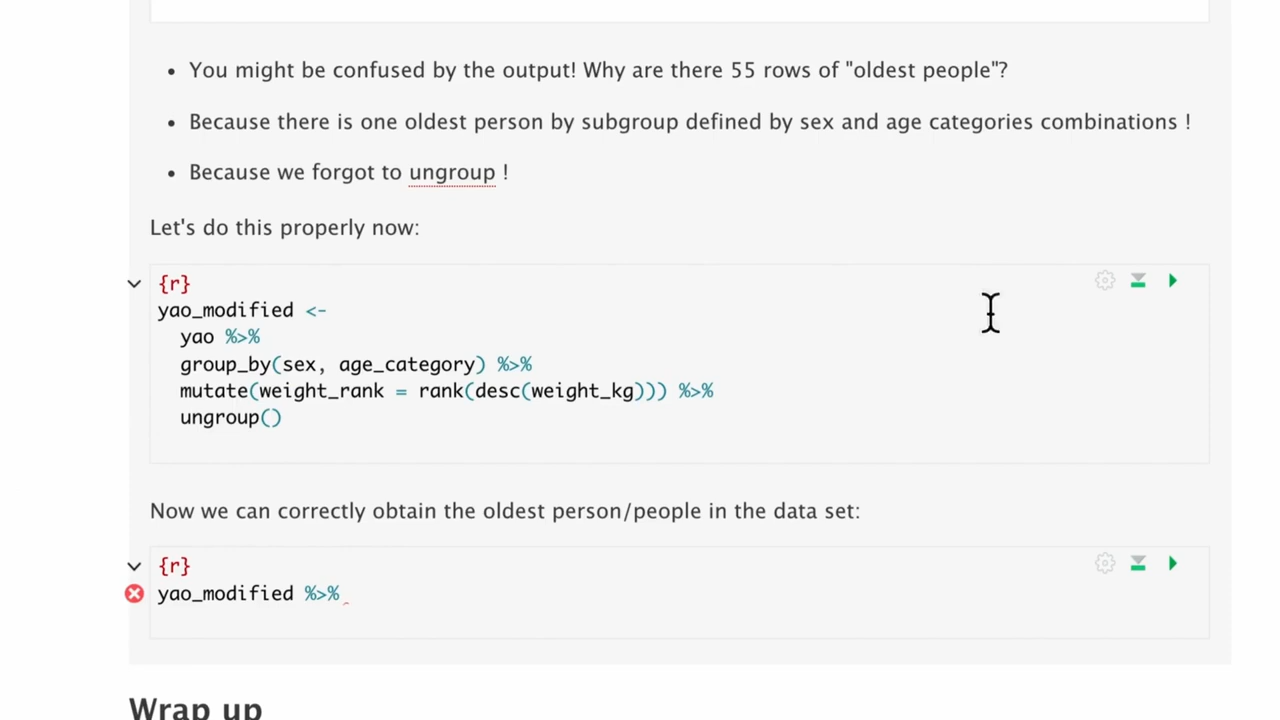 • You might be confused by the output! Why are there 55 rows of "oldest people"?
• Because there is one oldest person by subgroup defined by sex and age categories combinations !
• Because we forgot to ungroup !
Let's do this properly now:
{r}
yao_modified <-
  yao %>%
  group_by(sex, age_category) %>%
  mutate(weight_rank = rank(desc(weight_kg))) %>%
  ungroup()
Now we can correctly obtain the oldest person/people in the data set:
{r}
yao_modified %>%
Wrap up